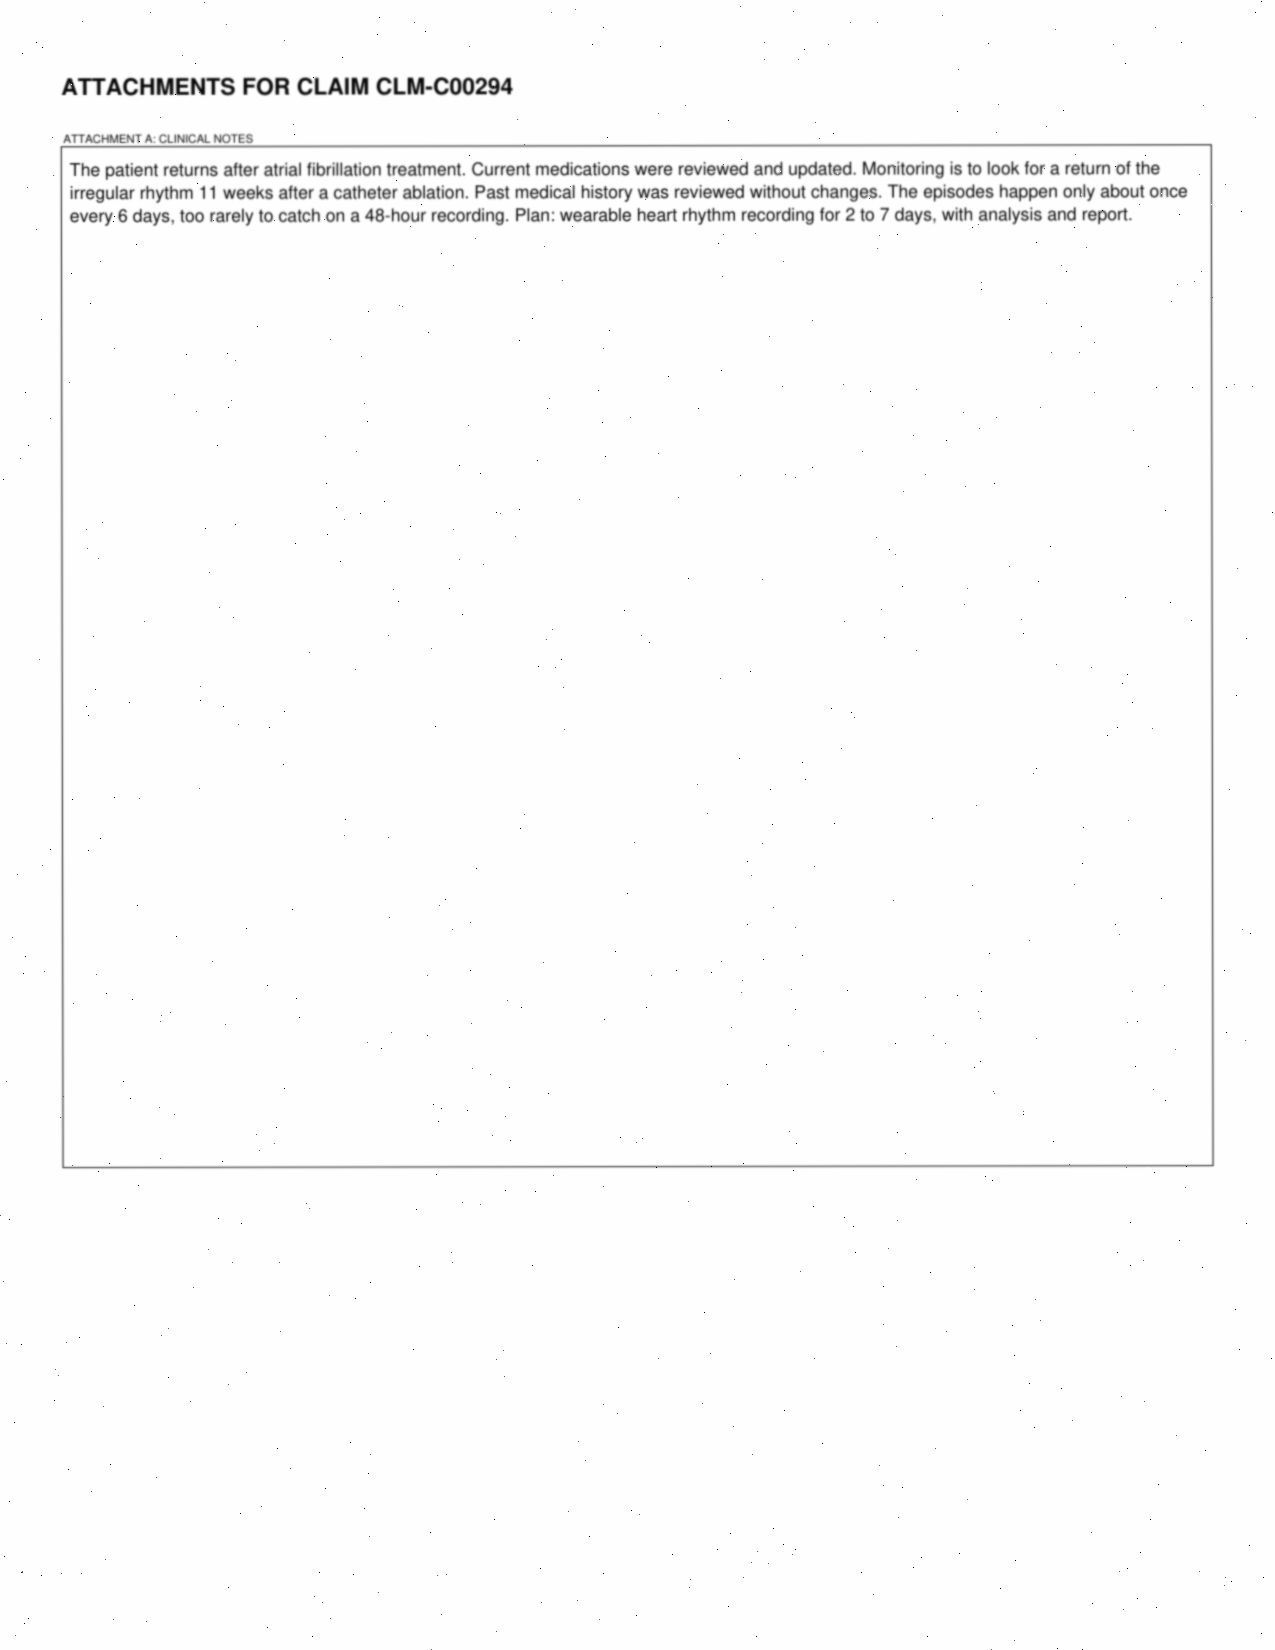 ATTACHMENTS FOR CLAIM CLM-C00294
ATTACHMENT A: CLINICAL NOTES
The patient returns after atrial fibrillation treatment. Current medications were reviewed and updated. Monitoring is to look for a return of the
irregular rhythm 11 weeks after a catheter ablation. Past medical history was reviewed without changes. The episodes happen only about once
every 6 days, too rarely to catch on a 48-hour recording. Plan: wearable heart rhythm recording for 2 to 7 days, with analysis and report.